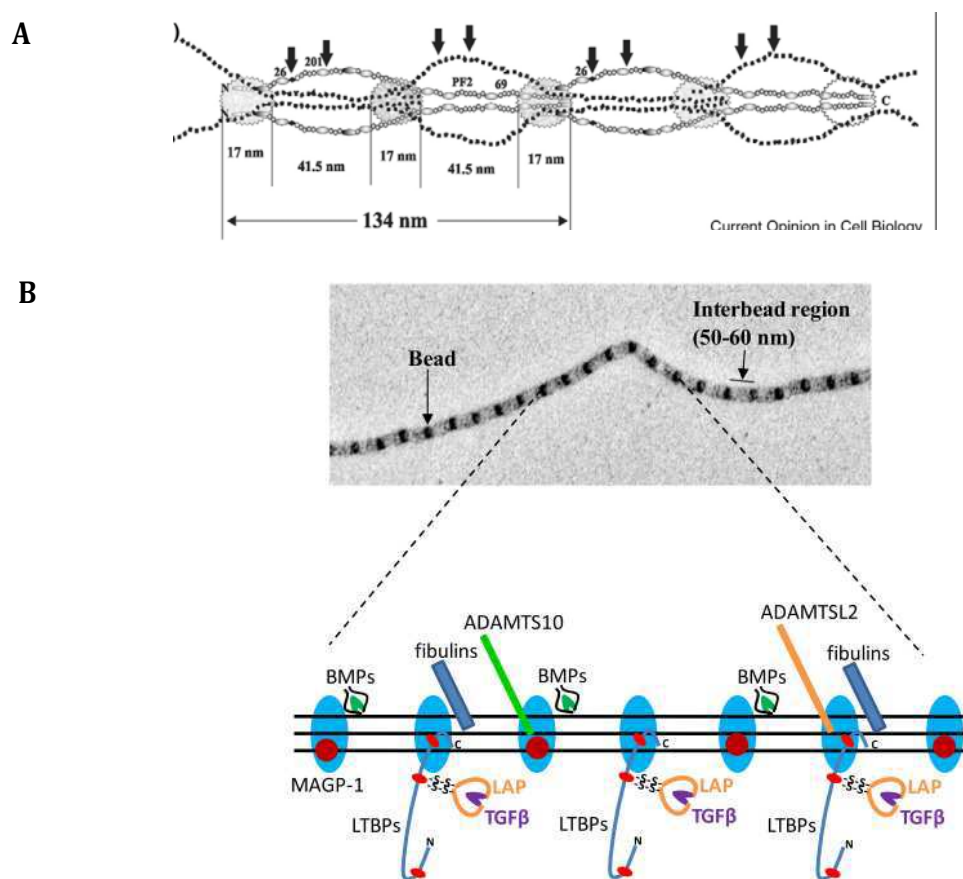 A
)
26
201
PF2
69
26
N
C
17 nm
41.5 nm
17 nm
41.5 nm
17 nm
134 nm
Current Opinion in Cell Biology
B
Interbead region
(50-60 nm)
Bead
ADAMTS10
ADAMTSL2
fibulins
fibulins
BMPs
BMPs
BMPs
C
C
C
MAGP-1
-S-S-
-S-S-
-S-S-
LAP
LAP
LAP
TGFβ
TGFβ
TGFβ
LTBPs
LTBPs
LTBPs
N
N
N